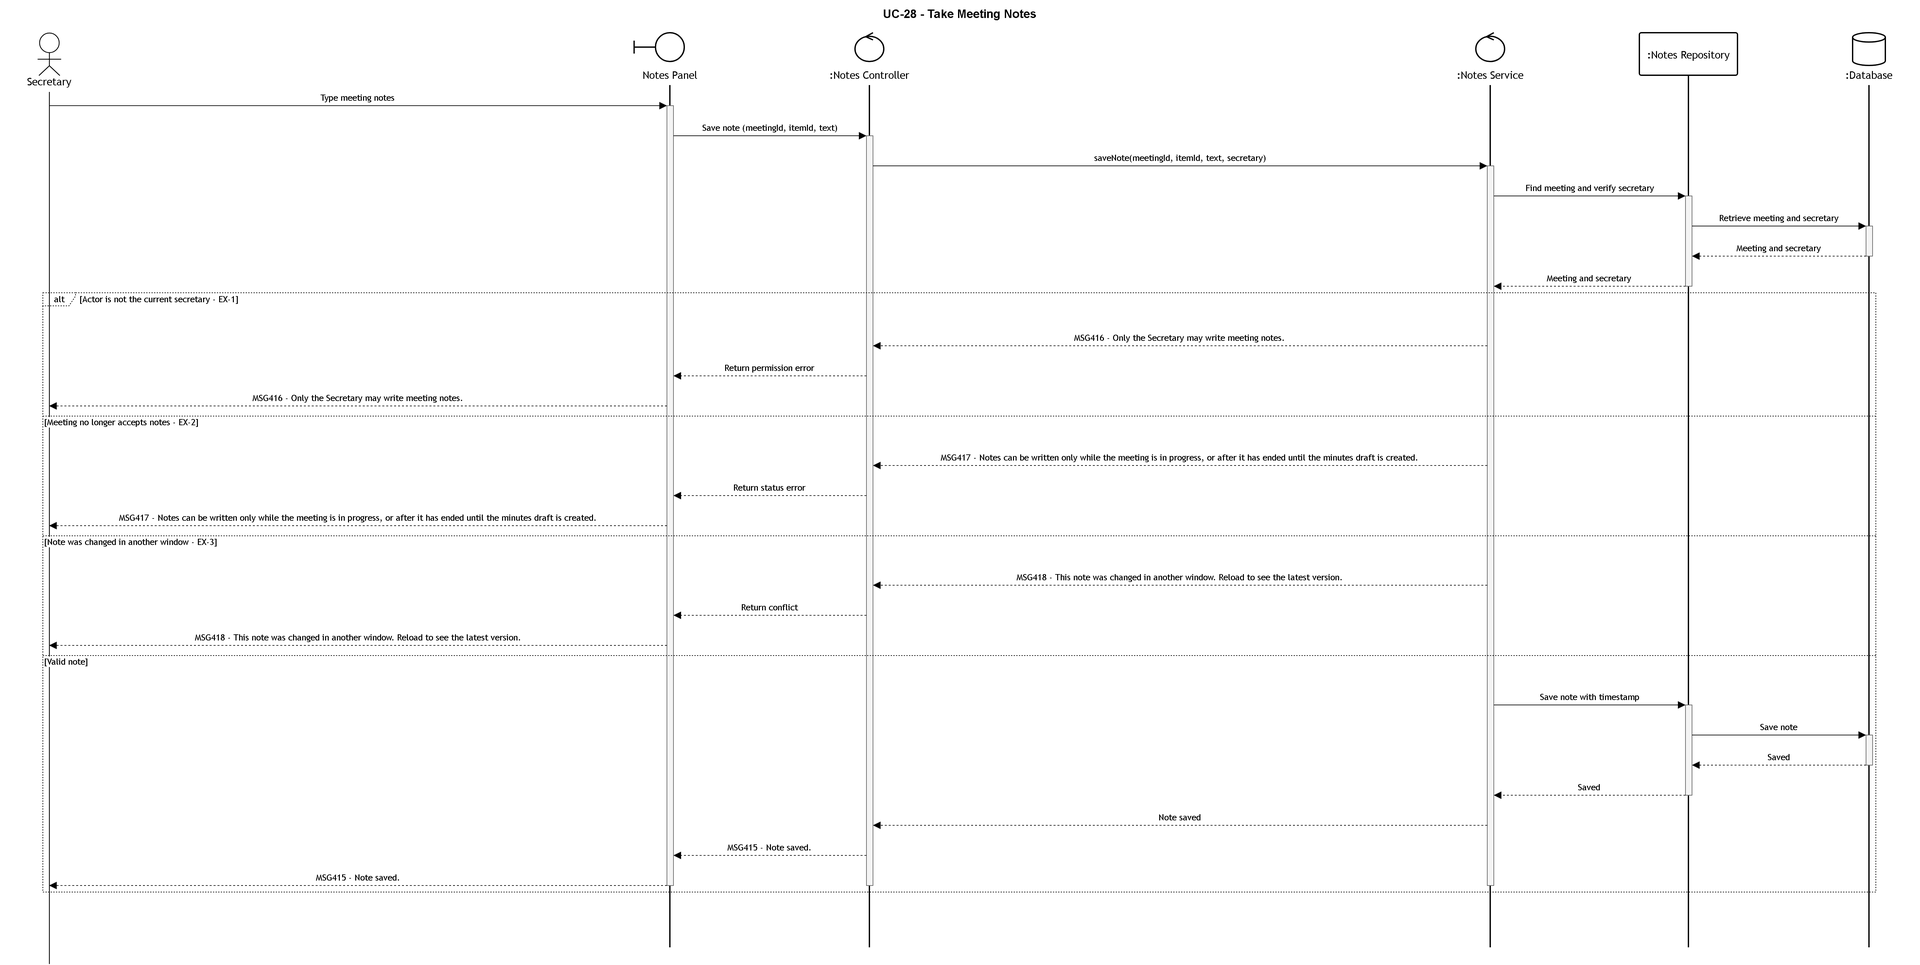 UC-28 - Take Meeting Notes
Secretary
Notes Panel
:Notes Controller
:Notes Service
:Notes Repository
:Database
Type meeting notes
Save note (meetingId, itemId, text)
saveNote(meetingId, itemId, text, secretary)
Find meeting and verify secretary
Retrieve meeting and secretary
Meeting and secretary
Meeting and secretary
alt [Actor is not the current secretary - EX-1]
MSG416 - Only the Secretary may write meeting notes.
Return permission error
MSG416 - Only the Secretary may write meeting notes.
[Meeting no longer accepts notes - EX-2]
MSG417 - Notes can be written only while the meeting is in progress, or after it has ended until the minutes draft is created.
Return status error
MSG417 - Notes can be written only while the meeting is in progress, or after it has ended until the minutes draft is created.
[Note was changed in another window - EX-3]
MSG418 - This note was changed in another window. Reload to see the latest version.
Return conflict
MSG418 - This note was changed in another window. Reload to see the latest version.
[Valid note]
Save note with timestamp
Save note
Saved
Saved
Note saved
MSG415 - Note saved.
MSG415 - Note saved.